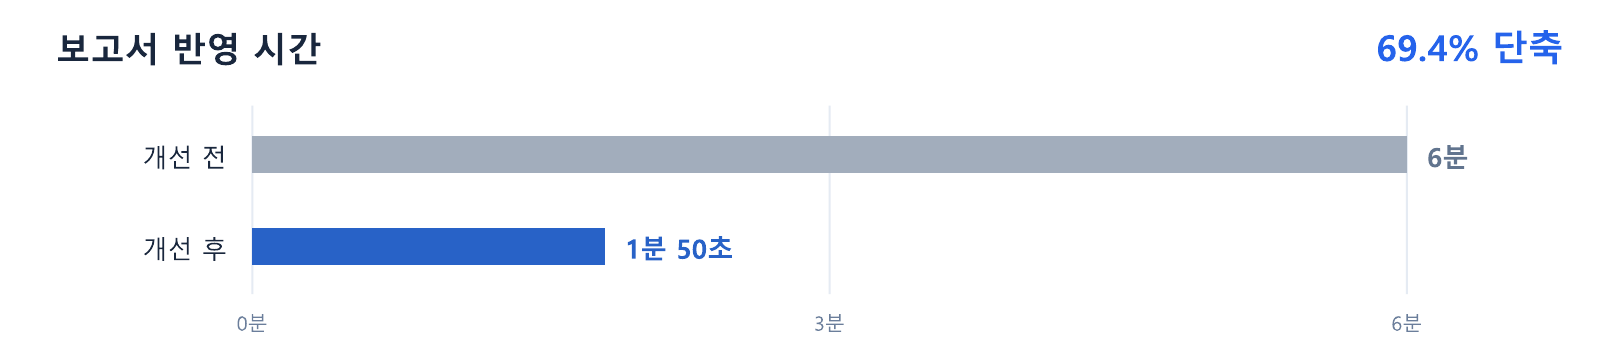 보고서 반영 시간
69.4% 단축
개선 전
6분
개선 후
1분 50초
0분
3분
6분